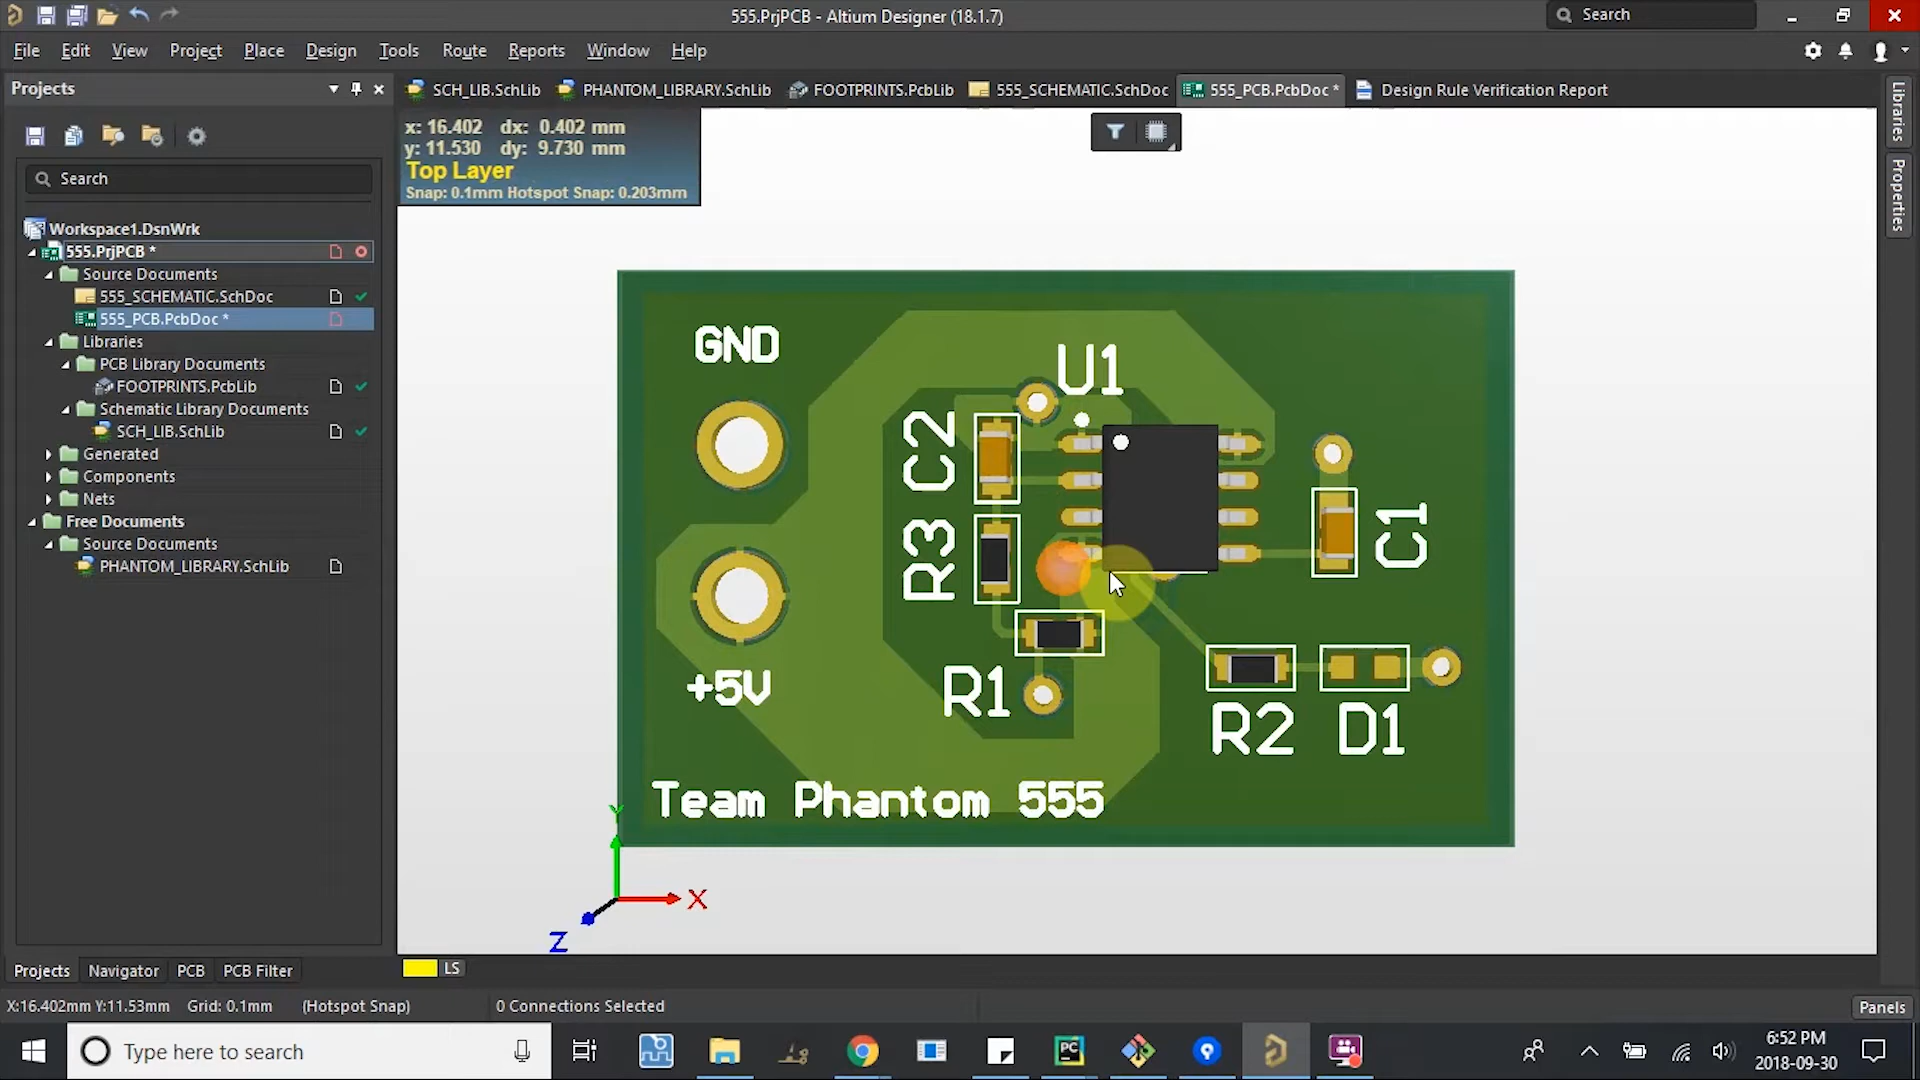 555.PrjPCB - Altium Designer (18.1.7)
Search
File Edit View Project Place Design Tools Route Reports Window Help
Projects
SCH_LIB.SchLib PHANTOM_LIBRARY.SchLib FOOTPRINTS.PcbLib 555_SCHEMATIC.SchDoc 555_PCB.PcbDoc * Design Rule Verification Report
Libraries
Properties
x: 16.402 dx: 0.402 mm
y: 11.530 dy: 9.730 mm
Top Layer
Snap: 0.1mm Hotspot Snap: 0.203mm
Search
Workspace1.DsnWrk
555.PrjPCB *
Source Documents
555_SCHEMATIC.SchDoc
555_PCB.PcbDoc *
Libraries
PCB Library Documents
FOOTPRINTS.PcbLib
Schematic Library Documents
SCH_LIB.SchLib
Generated
Components
Nets
Free Documents
Source Documents
PHANTOM_LIBRARY.SchLib
GND
U1
C2
C1
R3
+5V
R1
R2 D1
Team Phantom 555
Y
X
Z
Projects Navigator PCB PCB Filter
LS
X:16.402mm Y:11.53mm Grid: 0.1mm (Hotspot Snap) 0 Connections Selected
Panels
Type here to search
PC
6:52 PM
2018-09-30